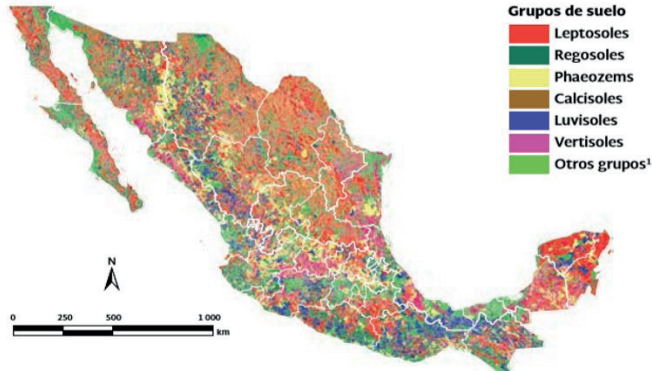 Grupos de suelo
Leptosoles
Regosoles
Phaeozems
Calcisoles
Luvisoles
Vertisoles
Otros grupos¹
N
0 250 500 1 000
km